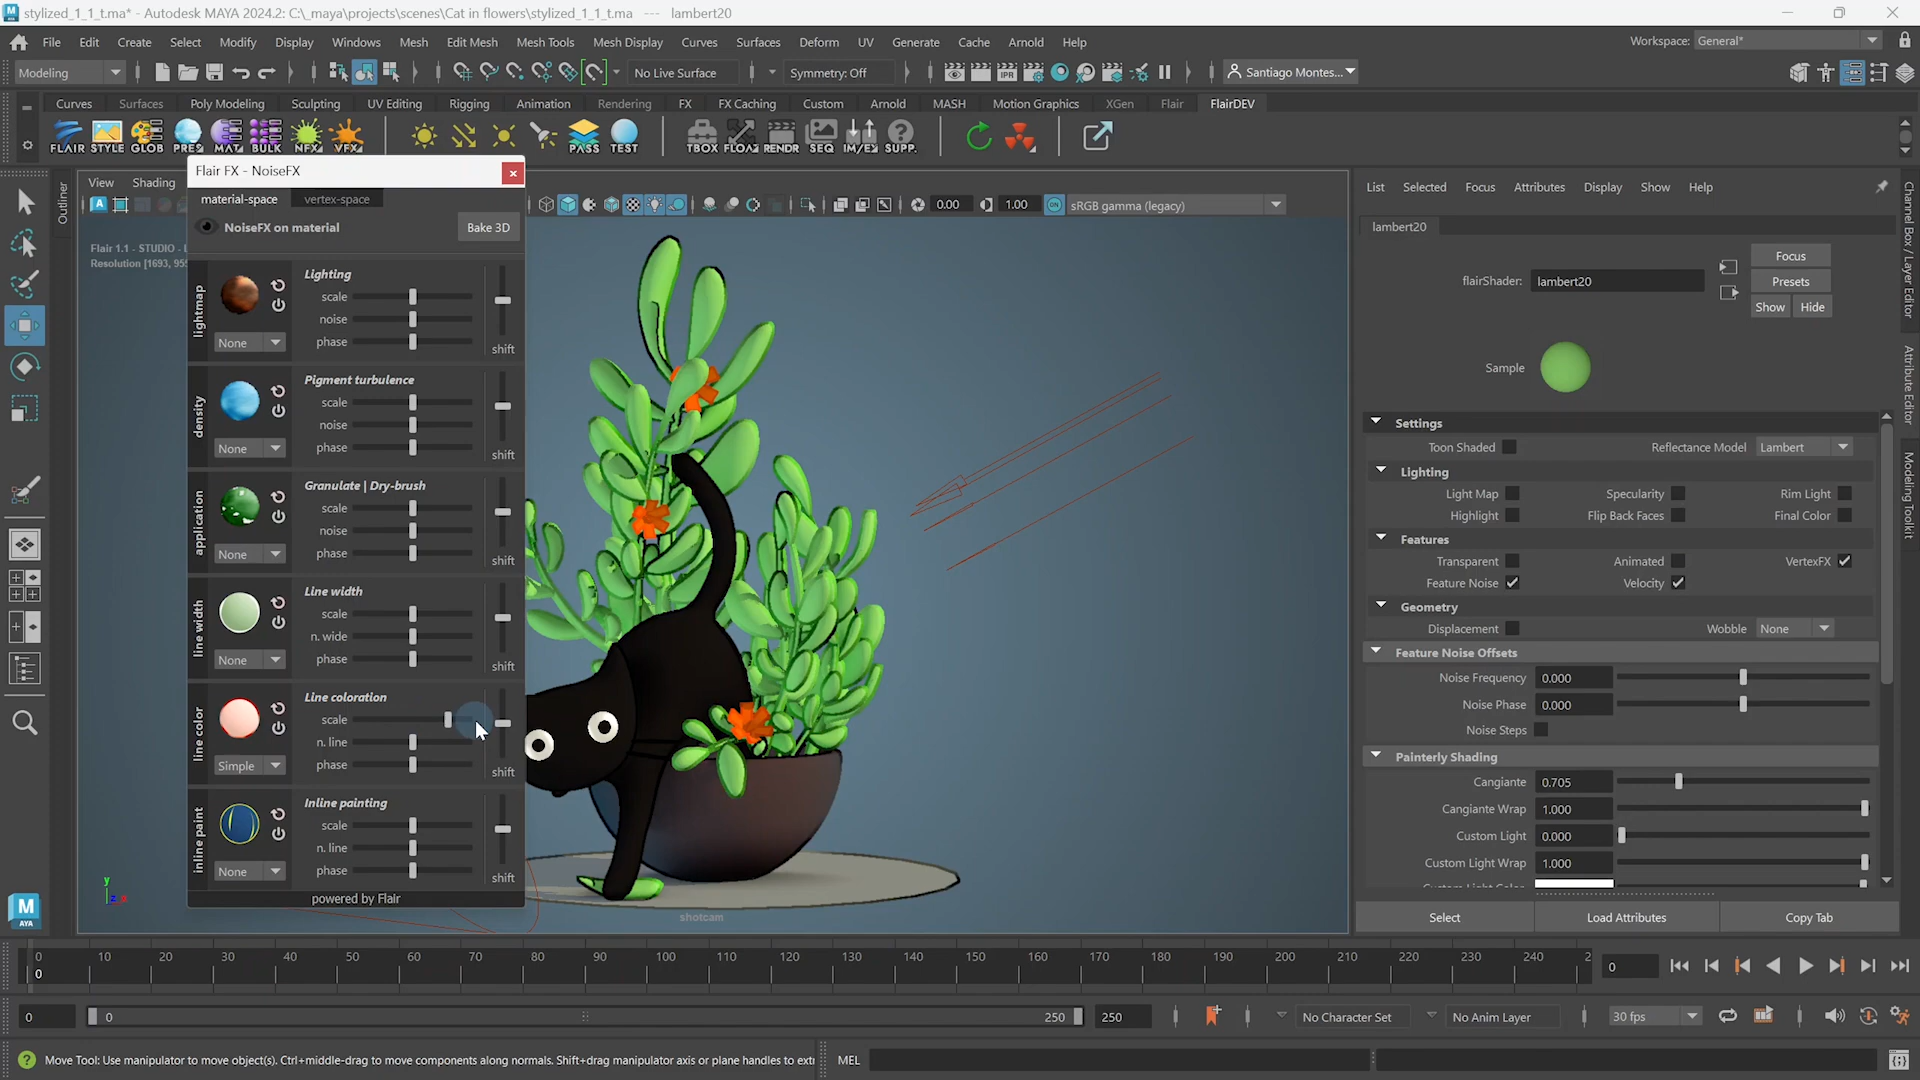 stylized_1_1_t.ma* - Autodesk MAYA 2024.2: C:\_maya\projects\scenes\Cat in flowers\stylized_1_1_t.ma --- lambert20
File Edit Create Select Modify Display Windows Mesh Edit Mesh Mesh Tools Mesh Display Curves Surfaces Deform UV Generate Cache Arnold Help
Workspace: General*
Modeling
No Live Surface
Symmetry: Off
Santiago Montes...
Curves Surfaces Poly Modeling Sculpting UV Editing Rigging Animation Rendering FX FX Caching Custom Arnold MASH Motion Graphics XGen Flair FlairDEV
FLAIR STYLE GLOB PRES MAT BULK NFX VFX PASS TEST TBOX FLOA RENDR SEQ IM/EX SUPP.
Flair FX - NoiseFX
material-space vertex-space
NoiseFX on material
Bake 3D
lightmap
Lighting
scale
noise
phase
shift
None
density
Pigment turbulence
scale
noise
phase
shift
None
application
Granulate | Dry-brush
scale
noise
phase
shift
None
line width
Line width
scale
n. wide
phase
shift
None
line color
Line coloration
scale
n. line
phase
shift
Simple
inline paint
Inline painting
scale
n. line
phase
shift
None
powered by Flair
Outliner
View Shading
0.00
1.00
ON
sRGB gamma (legacy)
Flair 1.1 - STUDIO -
Resolution [1693,
shotcam
y
List Selected Focus Attributes Display Show Help
lambert20
flairShader: lambert20
Focus
Presets
Show Hide
Sample
Settings
Toon Shaded
Reflectance Model Lambert
Lighting
Light Map Specularity Rim Light
Highlight Flip Back Faces Final Color
Features
Transparent Animated VertexFX
Feature Noise Velocity
Geometry
Displacement Wobble None
Feature Noise Offsets
Noise Frequency 0.000
Noise Phase 0.000
Noise Steps
Painterly Shading
Cangiante 0.705
Cangiante Wrap 1.000
Custom Light 0.000
Custom Light Wrap 1.000
Select Load Attributes Copy Tab
Channel Box / Layer Editor
Attribute Editor
Modeling Toolkit
M
AYA
0 10 20 30 40 50 60 70 80 90 100 110 120 130 140 150 160 170 180 190 200 210 220 230 240 2
0
0
0
0
250
250
No Character Set
No Anim Layer
30 fps
Move Tool: Use manipulator to move object(s). Ctrl+middle-drag to move components along normals. Shift+drag manipulator axis or plane handles to ext
MEL